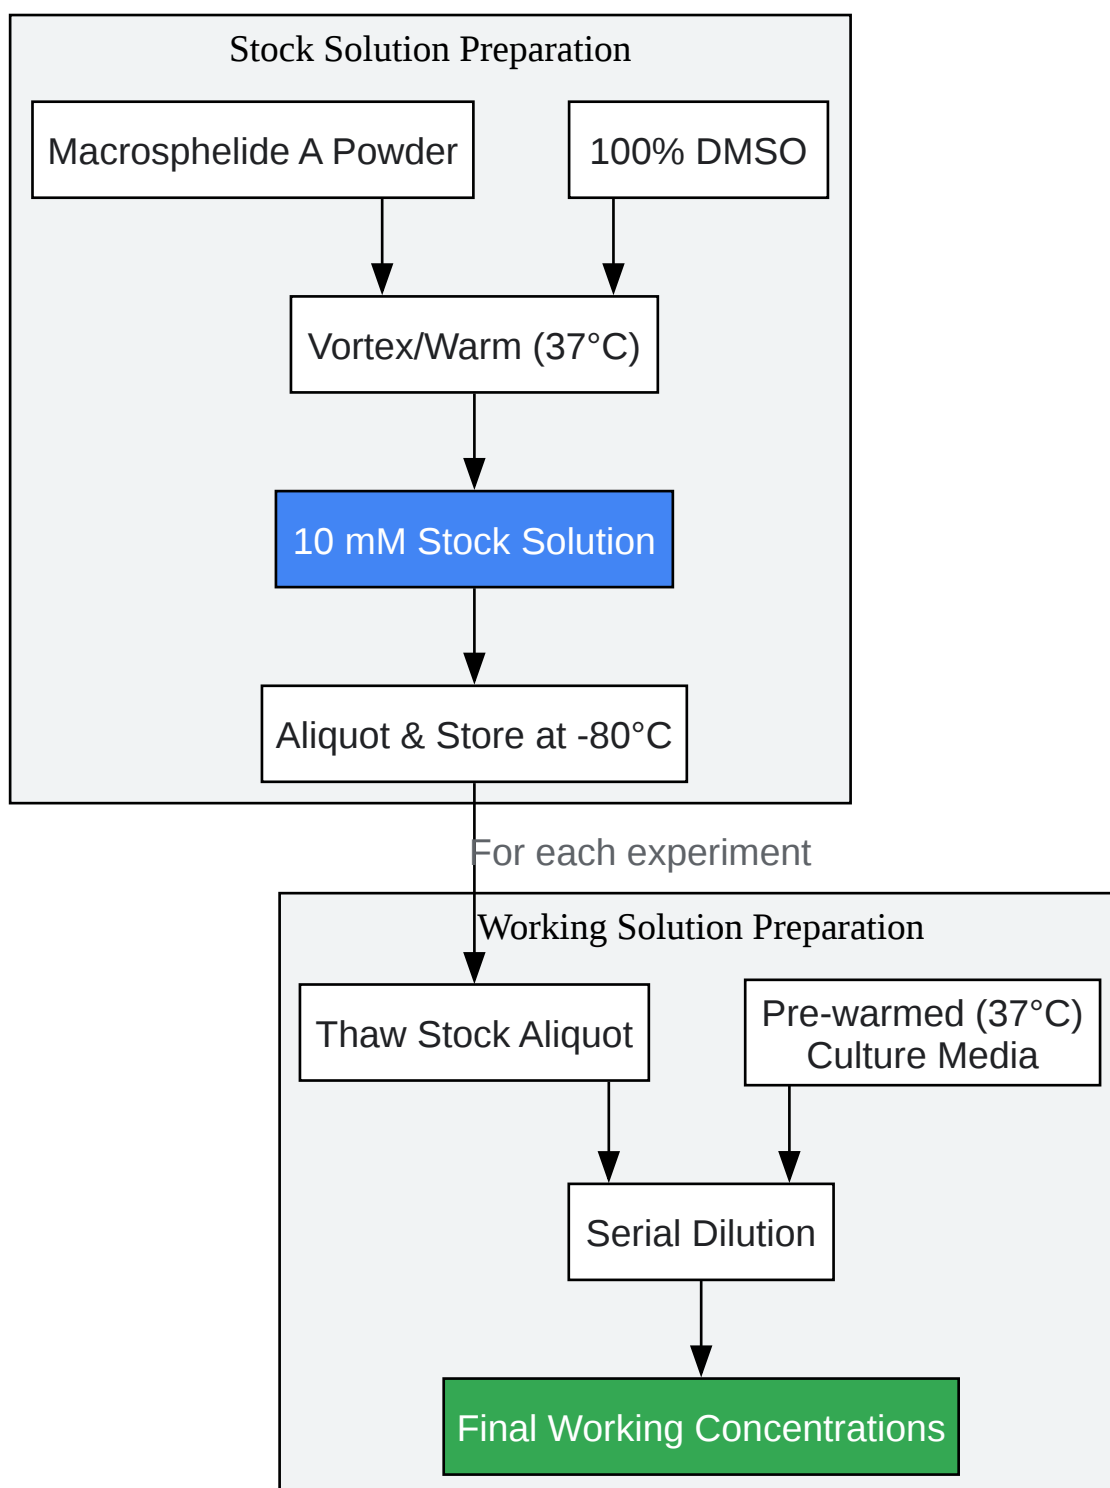 Stock Solution Preparation
Macrosphelide A Powder
100% DMSO
Vortex/Warm (37°C)
10 mM Stock Solution
Aliquot & Store at -80°C
For each experiment
Working Solution Preparation
Thaw Stock Aliquot
Pre-warmed (37°C)
Culture Media
Serial Dilution
Final Working Concentrations